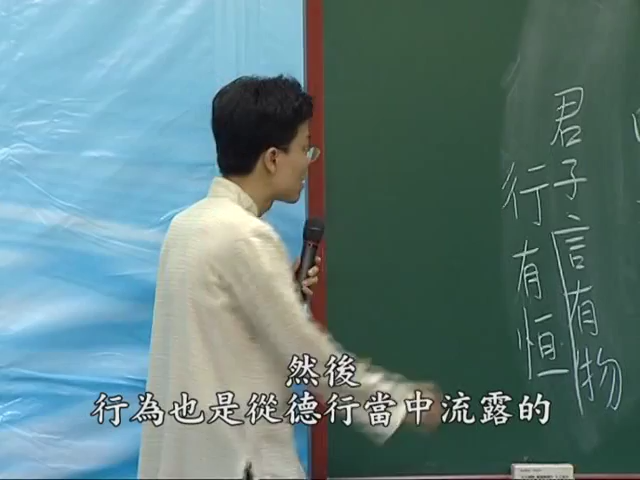 君子言有物
行有恒
然後
行為也是從德行當中流露的